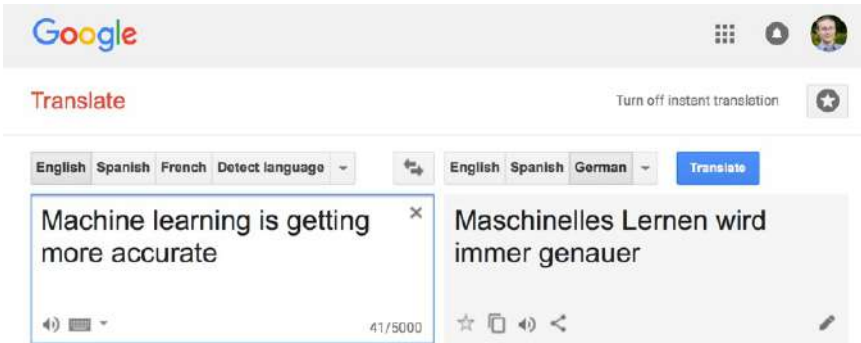 Google
Translate
Turn off instant translation
English Spanish French Detect language
English Spanish German
Translate
Machine learning is getting
more accurate
41/5000
Maschinelles Lernen wird
immer genauer